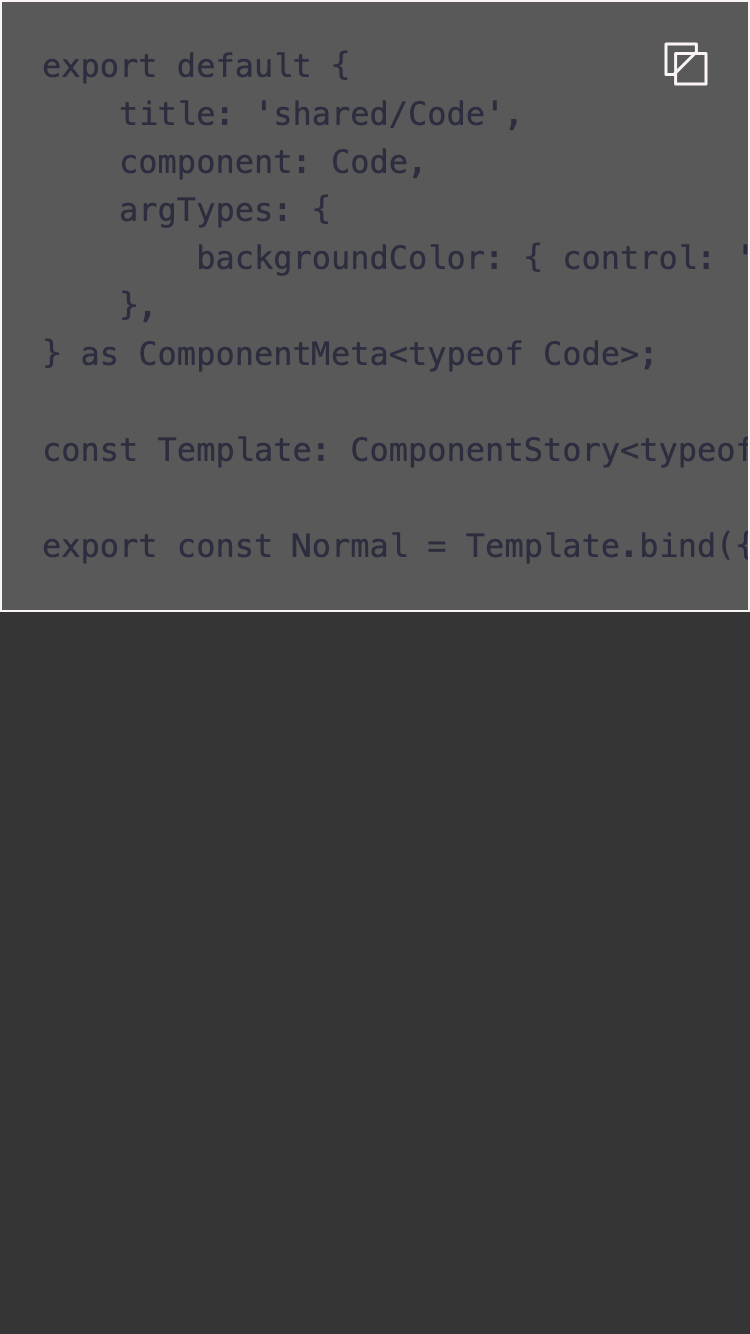 export default {
    title: 'shared/Code',
    component: Code,
    argTypes: {
        backgroundColor: { control: '
    },
} as ComponentMeta<typeof Code>;
const Template: ComponentStory<typeof
export const Normal = Template.bind({